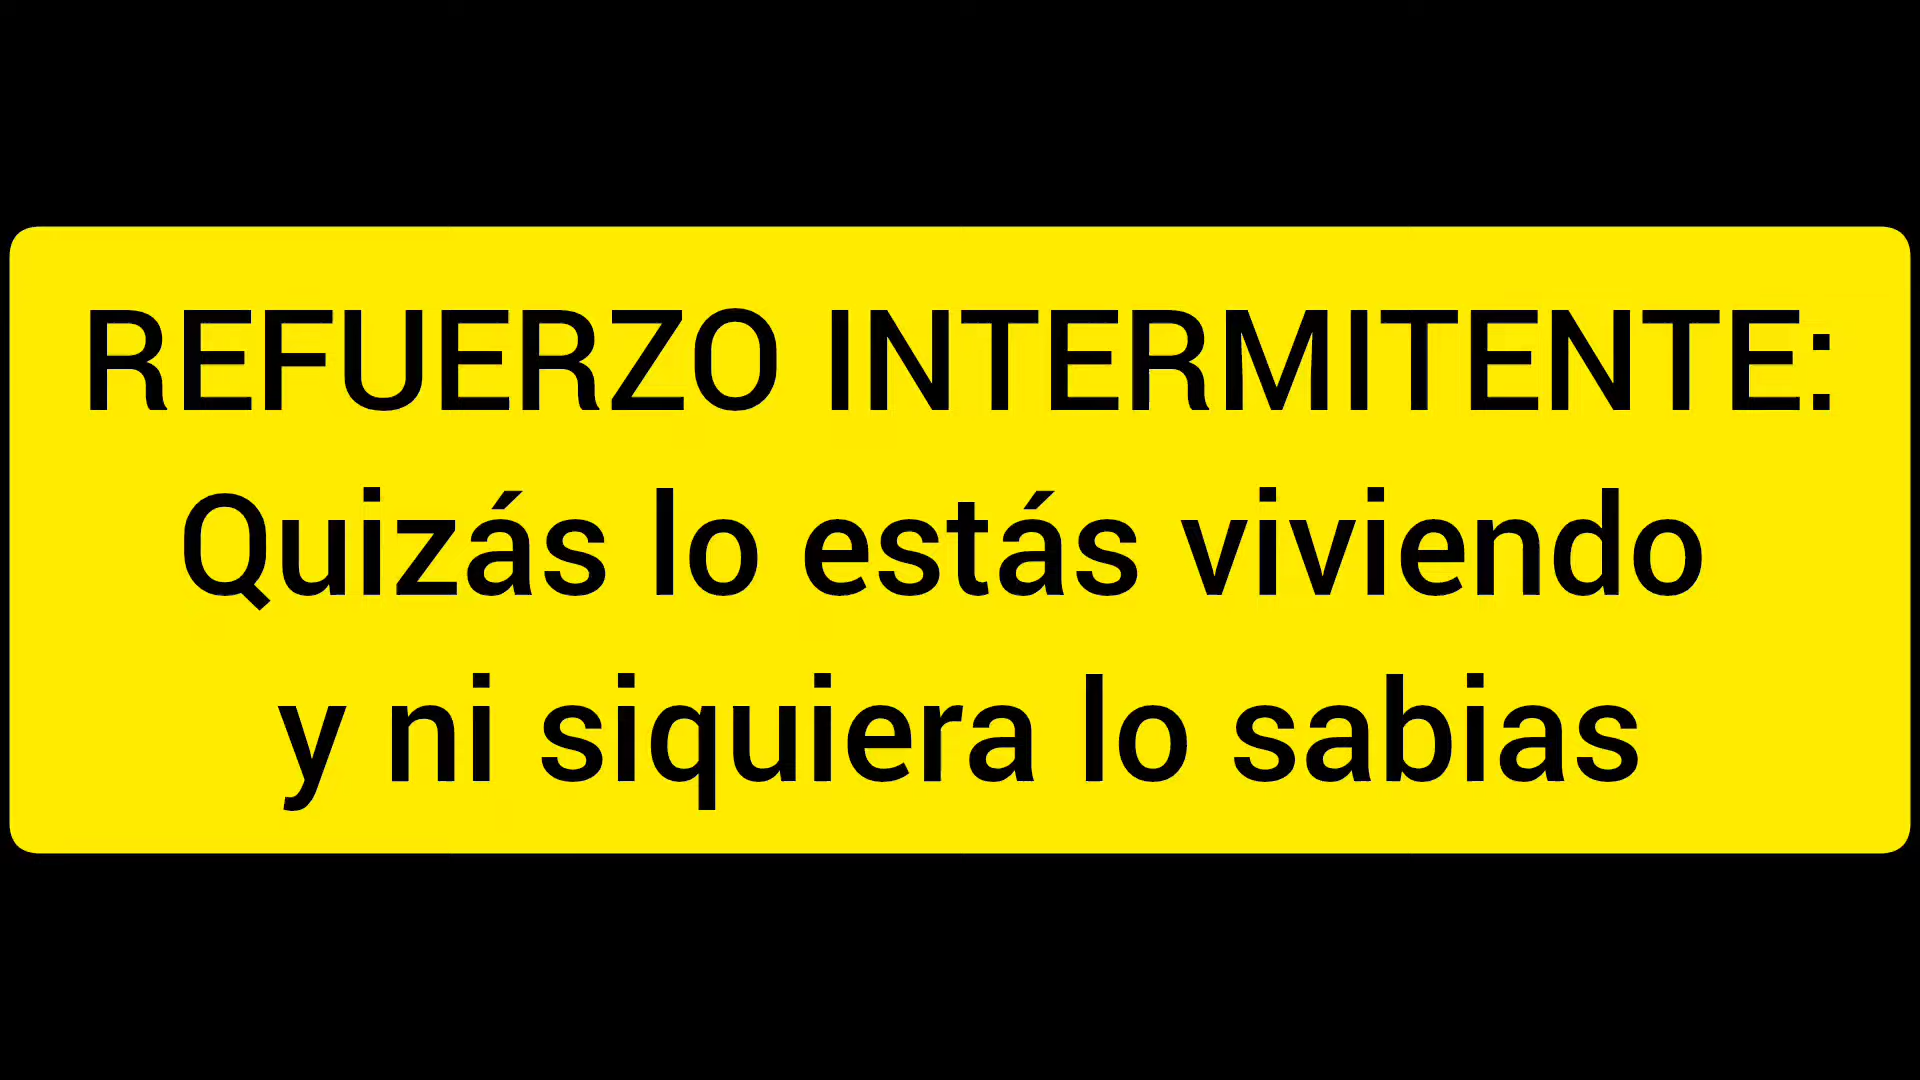 REFUERZO INTERMITENTE:
Quizás lo estás viviendo
y ni siquiera lo sabias